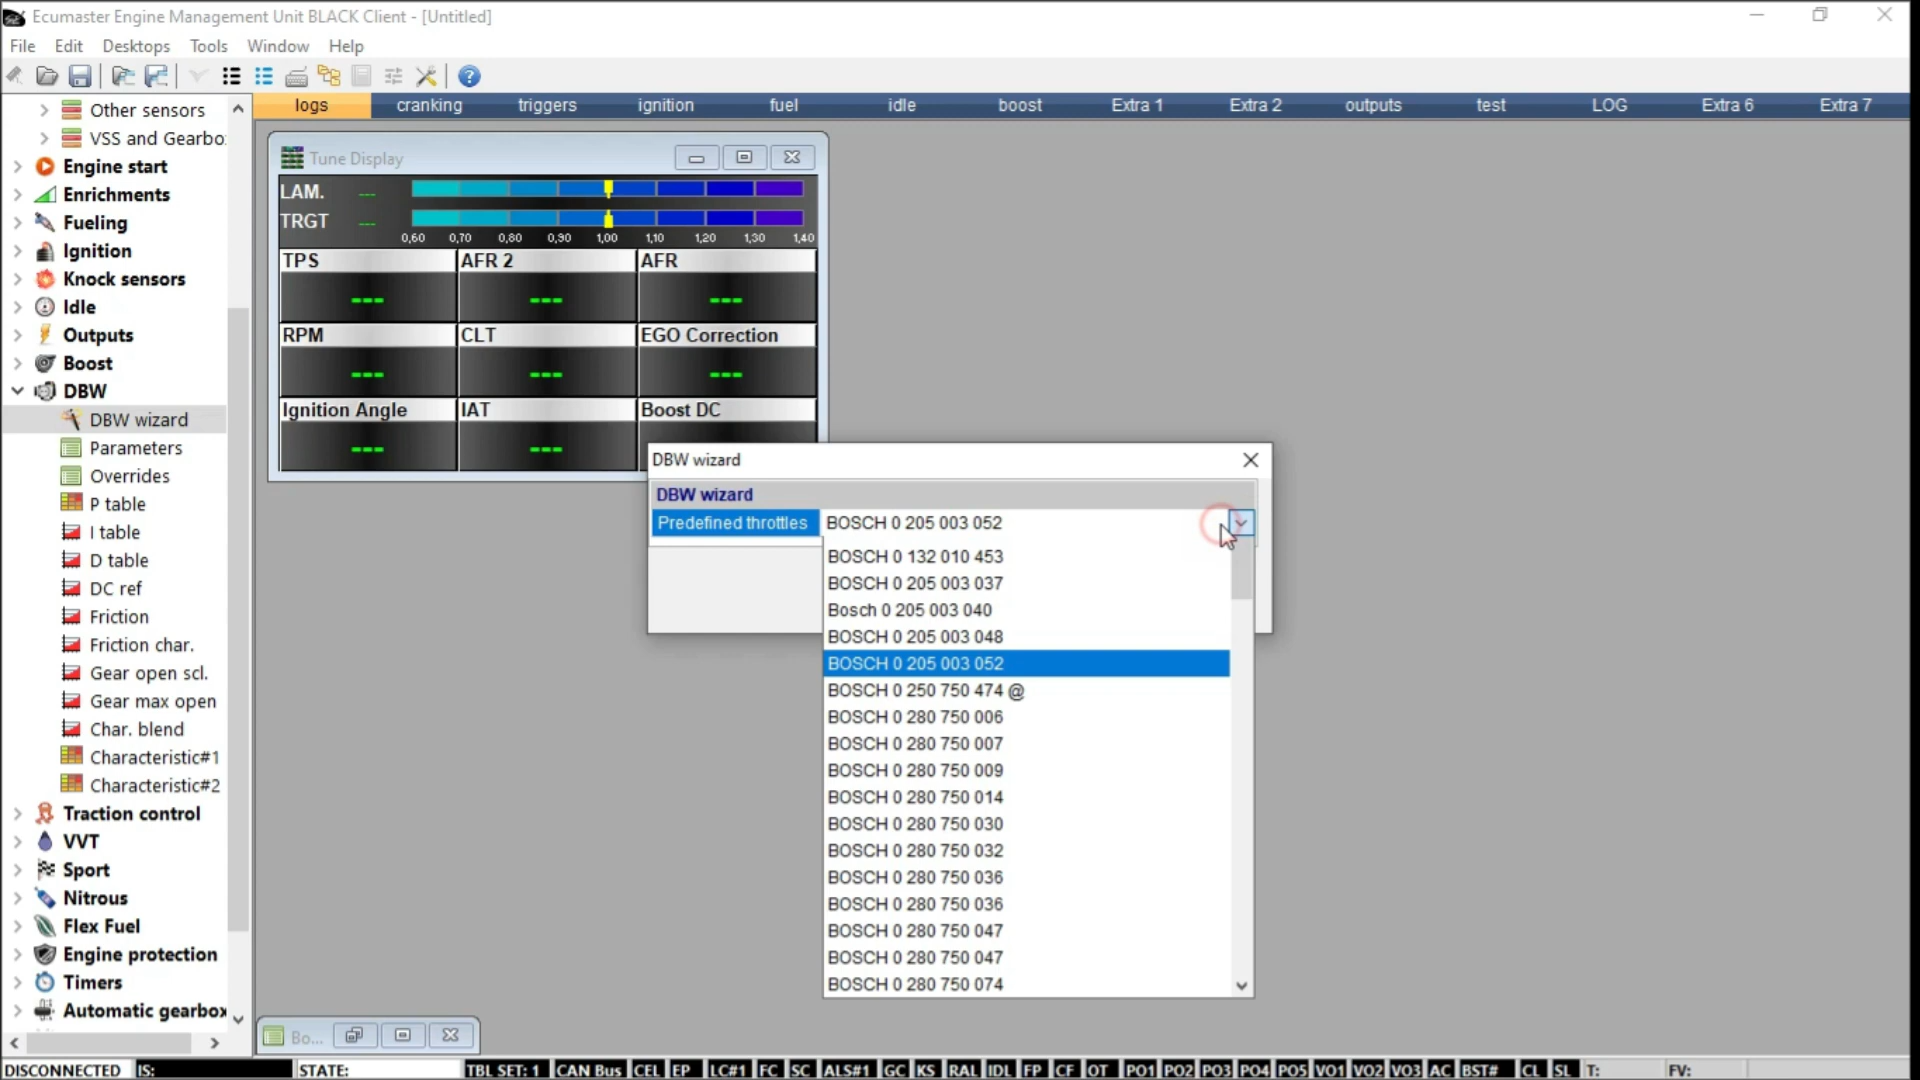 Ecumaster Engine Management Unit BLACK Client - [Untitled]
File Edit Desktops Tools Window Help
logs cranking triggers ignition fuel idle boost Extra 1 Extra 2 outputs test LOG Extra 6 Extra 7
Other sensors
VSS and Gearbo
Engine start
Enrichments
Fueling
Ignition
Knock sensors
Idle
Outputs
Boost
DBW
DBW wizard
Parameters
Overrides
P table
I table
D table
DC ref
Friction
Friction char.
Gear open scl.
Gear max open
Char. blend
Characteristic#1
Characteristic#2
Traction control
VVT
Sport
Nitrous
Flex Fuel
Engine protection
Timers
Automatic gearbox
Tune Display
LAM. ---
TRGT ---
0,60 0,70 0,80 0,90 1,00 1,10 1,20 1,30 1,40
TPS AFR 2 AFR
--- --- ---
RPM CLT EGO Correction
--- --- ---
Ignition Angle IAT Boost DC
--- ---
DBW wizard
DBW wizard
Predefined throttles BOSCH 0 205 003 052
BOSCH 0 132 010 453
BOSCH 0 205 003 037
Bosch 0 205 003 040
BOSCH 0 205 003 048
BOSCH 0 205 003 052
BOSCH 0 250 750 474 @
BOSCH 0 280 750 006
BOSCH 0 280 750 007
BOSCH 0 280 750 009
BOSCH 0 280 750 014
BOSCH 0 280 750 030
BOSCH 0 280 750 032
BOSCH 0 280 750 036
BOSCH 0 280 750 036
BOSCH 0 280 750 047
BOSCH 0 280 750 047
BOSCH 0 280 750 074
Bo...
DISCONNECTED IS: STATE: TBL SET: 1 CAN Bus CEL EP LC#1 FC SC ALS#1 GC KS RAL IDL FP CF OT PO1 PO2 PO3 PO4 PO5 VO1 VO2 VO3 AC BST# CL SL T: FV: